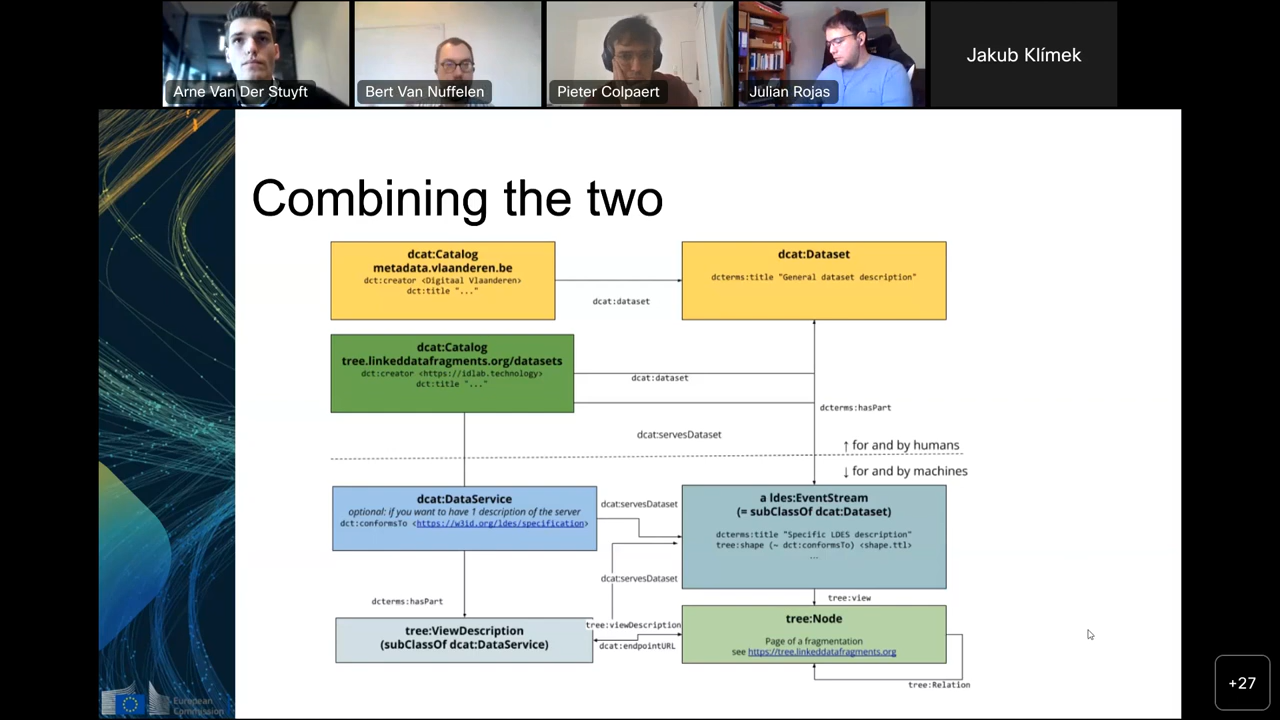 Arne Van Der Stuyft
Bert Van Nuffelen
Pieter Colpaert
Julian Rojas
Jakub Klímek
Combining the two
dcat:Catalog
metadata.vlaanderen.be
dct:creator <Digitaal Vlaanderen>
dct:title "..."
dcat:dataset
dcat:Dataset
dcterms:title "General dataset description"
dcat:Catalog
tree.linkeddatafragments.org/datasets
dct:creator <https://idlab.technology>
dct:title "..."
dcat:dataset
dcterms:hasPart
dcat:servesDataset
↑ for and by humans
↓ for and by machines
dcat:DataService
optional: if you want to have 1 description of the server
dct:conformsTo <https://w3id.org/ldes/specification>
dcat:servesDataset
a ldes:EventStream
(= subClassOf dcat:Dataset)
dcterms:title "Specific LDES description"
tree:shape (~ dct:conformsTo) <shape.ttl>
...
dcat:servesDataset
dcterms:hasPart
tree:view
tree:ViewDescription
(subClassOf dcat:DataService)
tree:viewDescription
dcat:endpointURL
tree:Node
Page of a fragmentation
see https://tree.linkeddatafragments.org
tree:Relation
European
Commission
+27